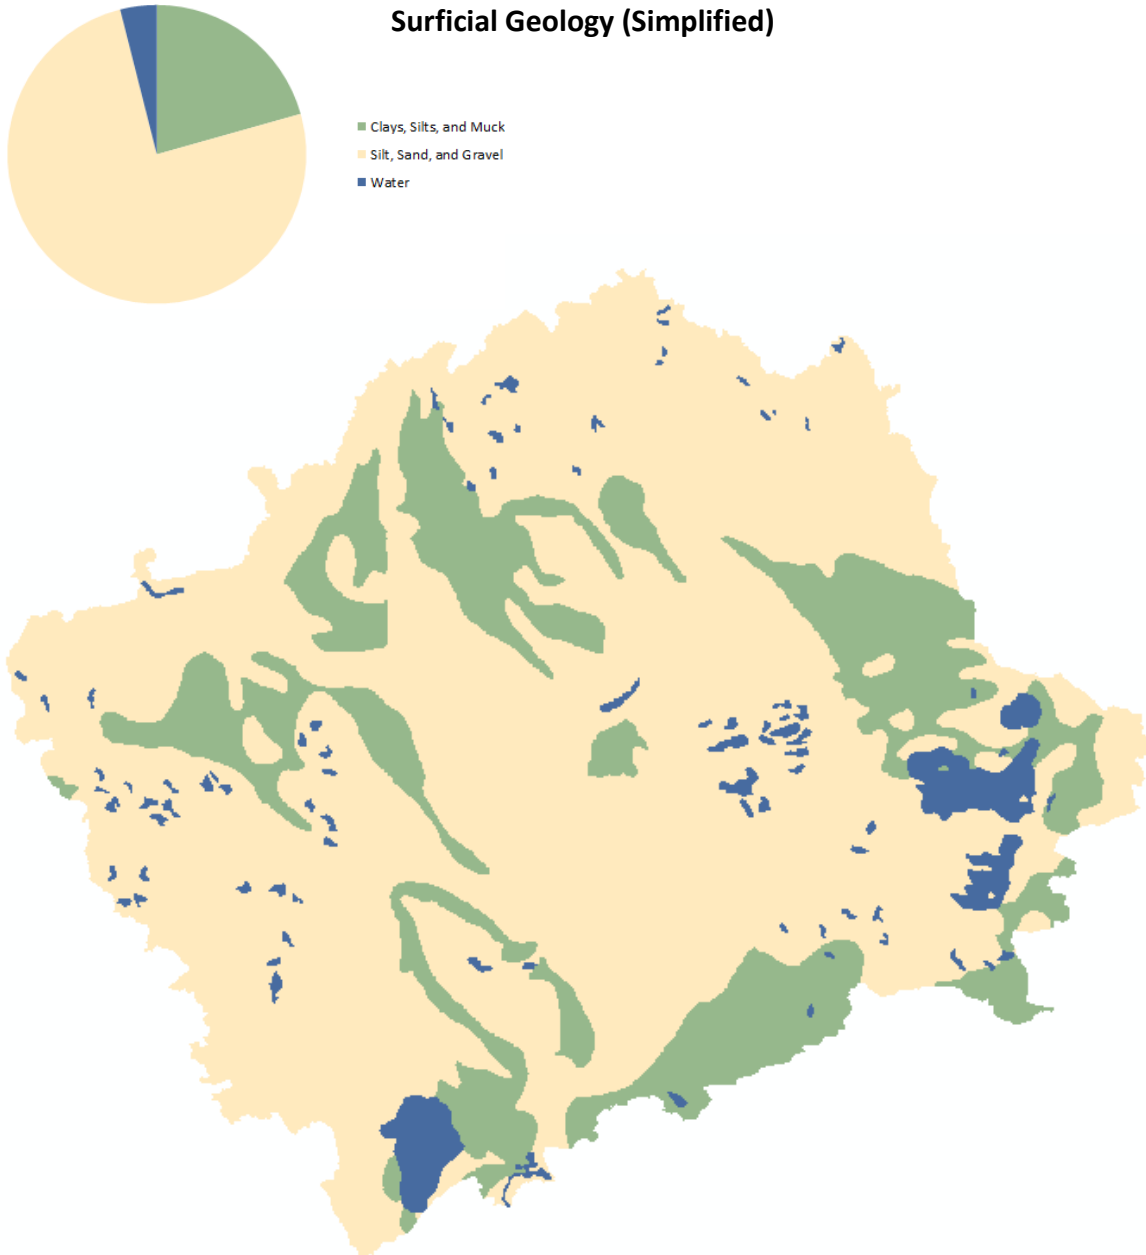 Surficial Geology (Simplified)
Clays, Silts, and Muck
Silt, Sand, and Gravel
Water